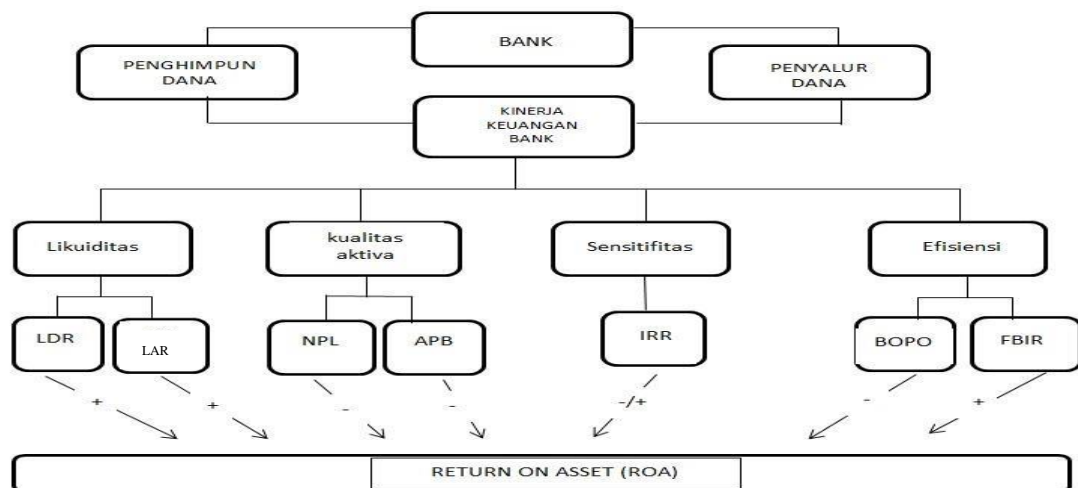 BANK
PENGHIMPUN
DANA
PENYALUR
DANA
KINERJA
KEUANGAN
BANK
Likuiditas
kualitas
aktiva
Sensitifitas
Efisiensi
LDR
LAR
NPL
APB
IRR
BOPO
FBIR
+
+
-
-
-/+
-
+
RETURN ON ASSET (ROA)